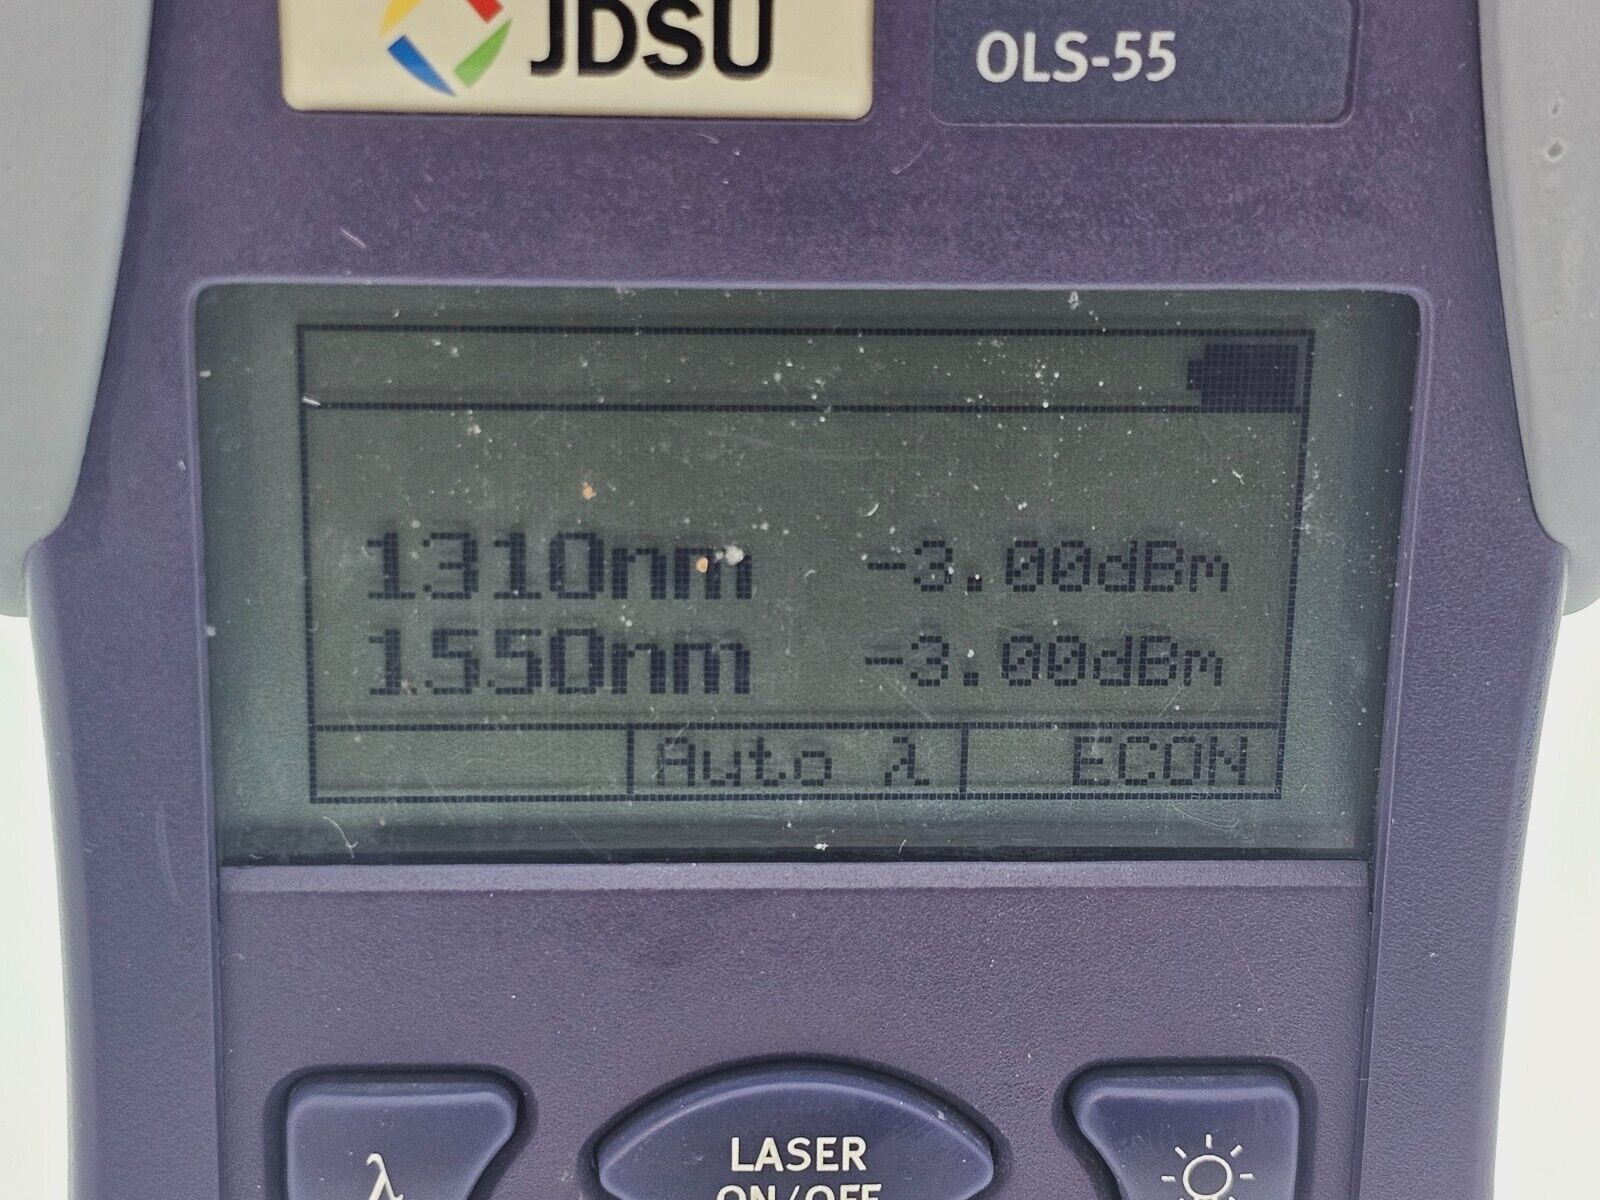 JDSU
OLS-55
1310nm -3.00dBm
1550nm -3.00dBm
Auto λ ECON
λ
LASER
ON/OFF